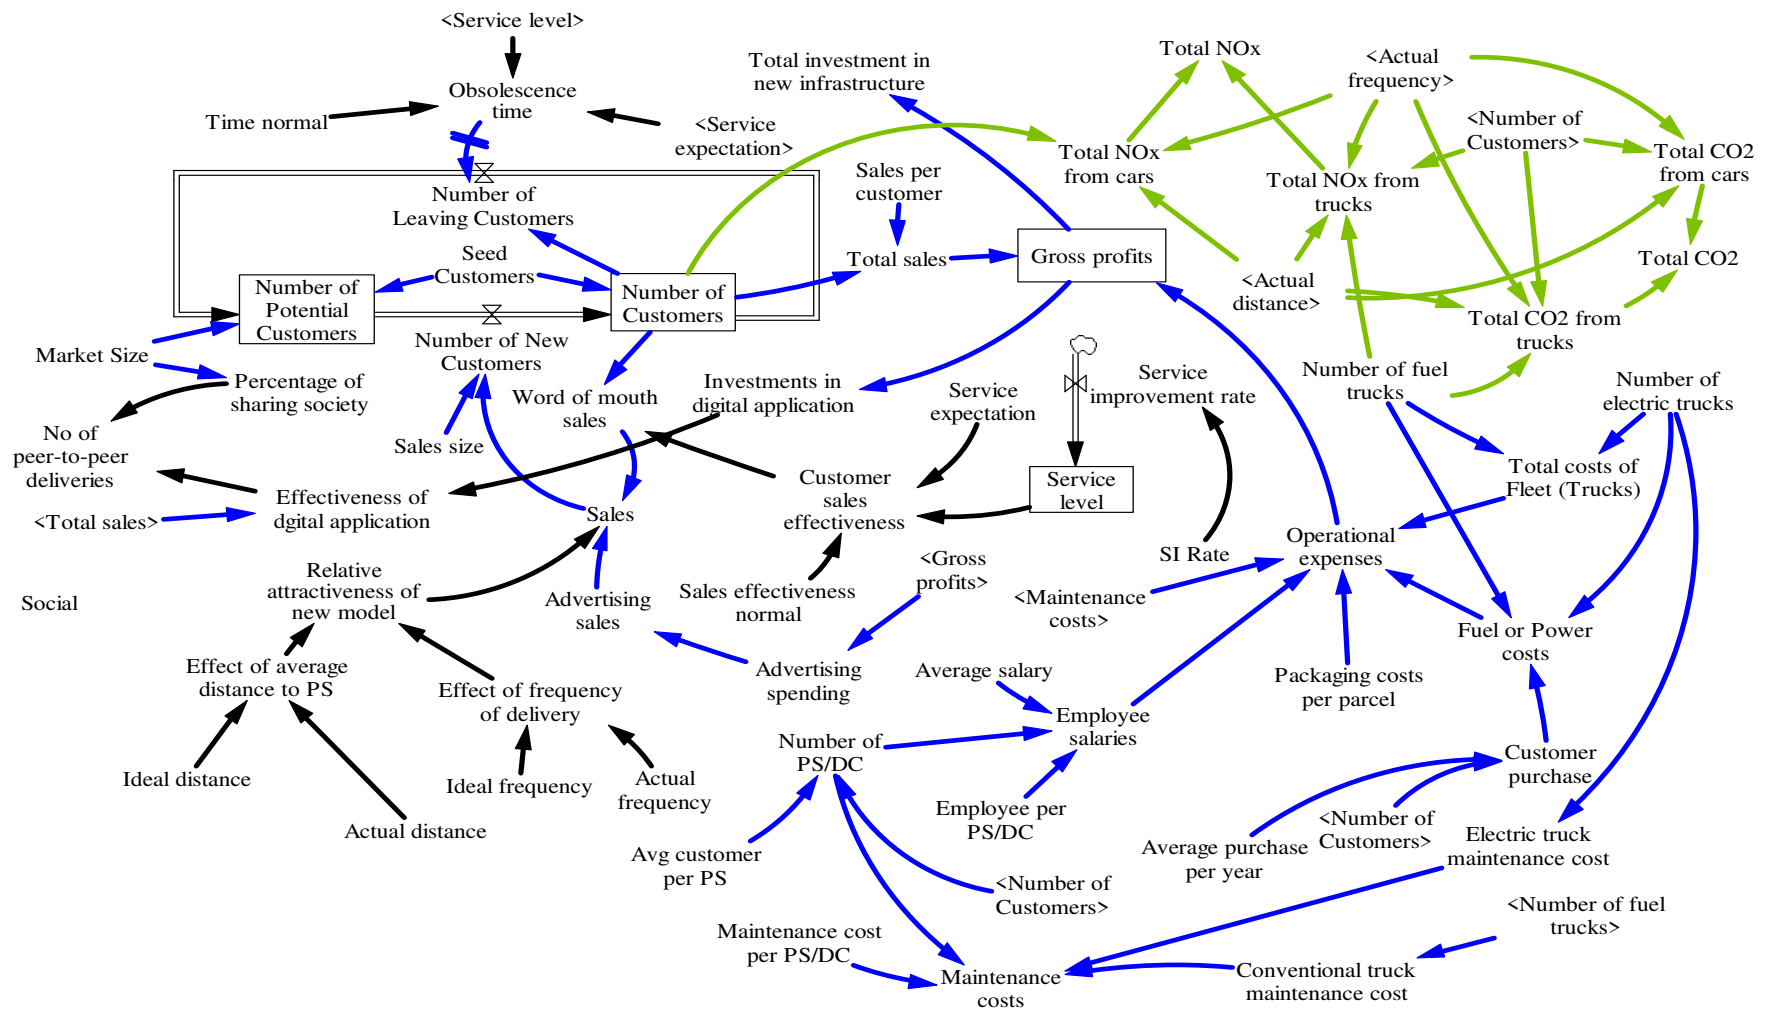 <Service level>
Total NOx
Total investment in
new infrastructure
<Actual
frequency>
Obsolescence
time
Time normal
<Service
expectation>
<Number of
Customers>
Total NOx
from cars
Total CO2
from cars
Sales per
customer
Total NOx from
trucks
Number of
Leaving Customers
Seed
Customers
Total sales
Gross profits
Total CO2
<Actual
distance>
Number of
Potential
Customers
Number of
Customers
Total CO2 from
trucks
Number of New
Customers
Market Size
Percentage of
sharing society
Word of mouth
sales
Investments in
digital application
Service
expectation
Service
improvement rate
Number of fuel
trucks
Number of
electric trucks
No of
peer-to-peer
deliveries
Sales size
Customer
sales
effectiveness
Service
level
Total costs of
Fleet (Trucks)
Effectiveness of
dgital application
<Total sales>
Sales
Operational
expenses
SI Rate
<Gross
profits>
Relative
attractiveness of
new model
Social
Advertising
sales
Sales effectiveness
normal
<Maintenance
costs>
Fuel or Power
costs
Effect of average
distance to PS
Effect of frequency
of delivery
Advertising
spending
Average salary
Packaging costs
per parcel
Employee
salaries
Number of
PS/DC
Customer
purchase
Ideal distance
Ideal frequency
Actual
frequency
Employee per
PS/DC
Actual distance
<Number of
Customers>
Average purchase
per year
Electric truck
maintenance cost
Avg customer
per PS
<Number of
Customers>
<Number of fuel
trucks>
Maintenance cost
per PS/DC
Maintenance
costs
Conventional truck
maintenance cost